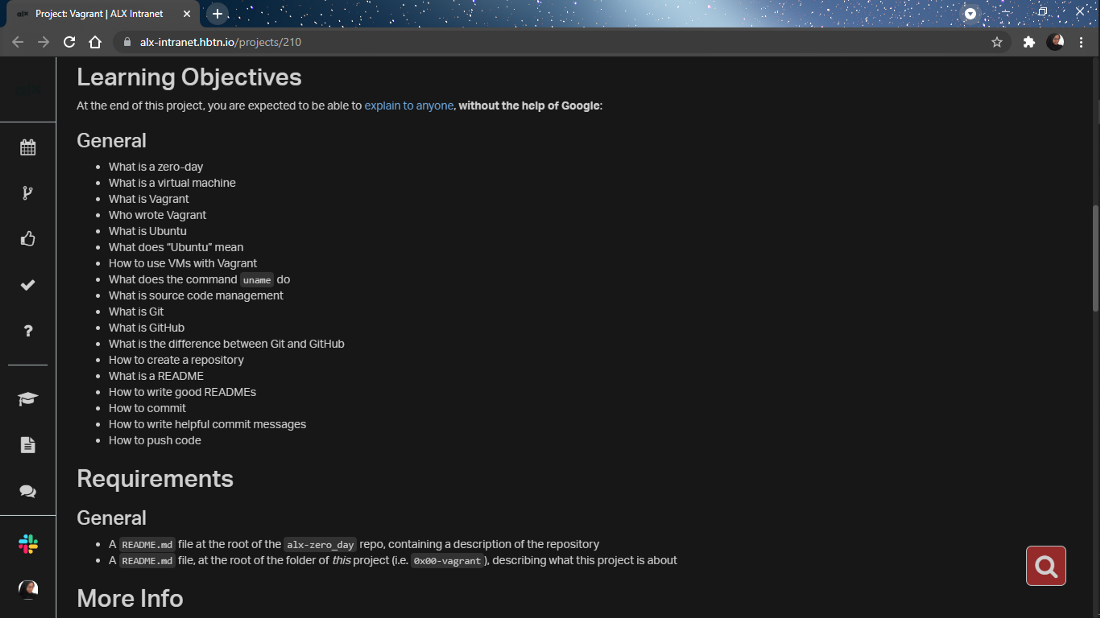 alx Project: Vagrant | ALX Intranet
alx-intranet.hbtn.io/projects/210
Learning Objectives
At the end of this project, you are expected to be able to explain to anyone, without the help of Google:
General
What is a zero-day
What is a virtual machine
What is Vagrant
Who wrote Vagrant
What is Ubuntu
What does “Ubuntu” mean
How to use VMs with Vagrant
What does the command uname do
What is source code management
What is Git
What is GitHub
What is the difference between Git and GitHub
How to create a repository
What is a README
How to write good READMEs
How to commit
How to write helpful commit messages
How to push code
Requirements
General
A README.md file at the root of the alx-zero_day repo, containing a description of the repository
A README.md file, at the root of the folder of this project (i.e. 0x00-vagrant), describing what this project is about
More Info